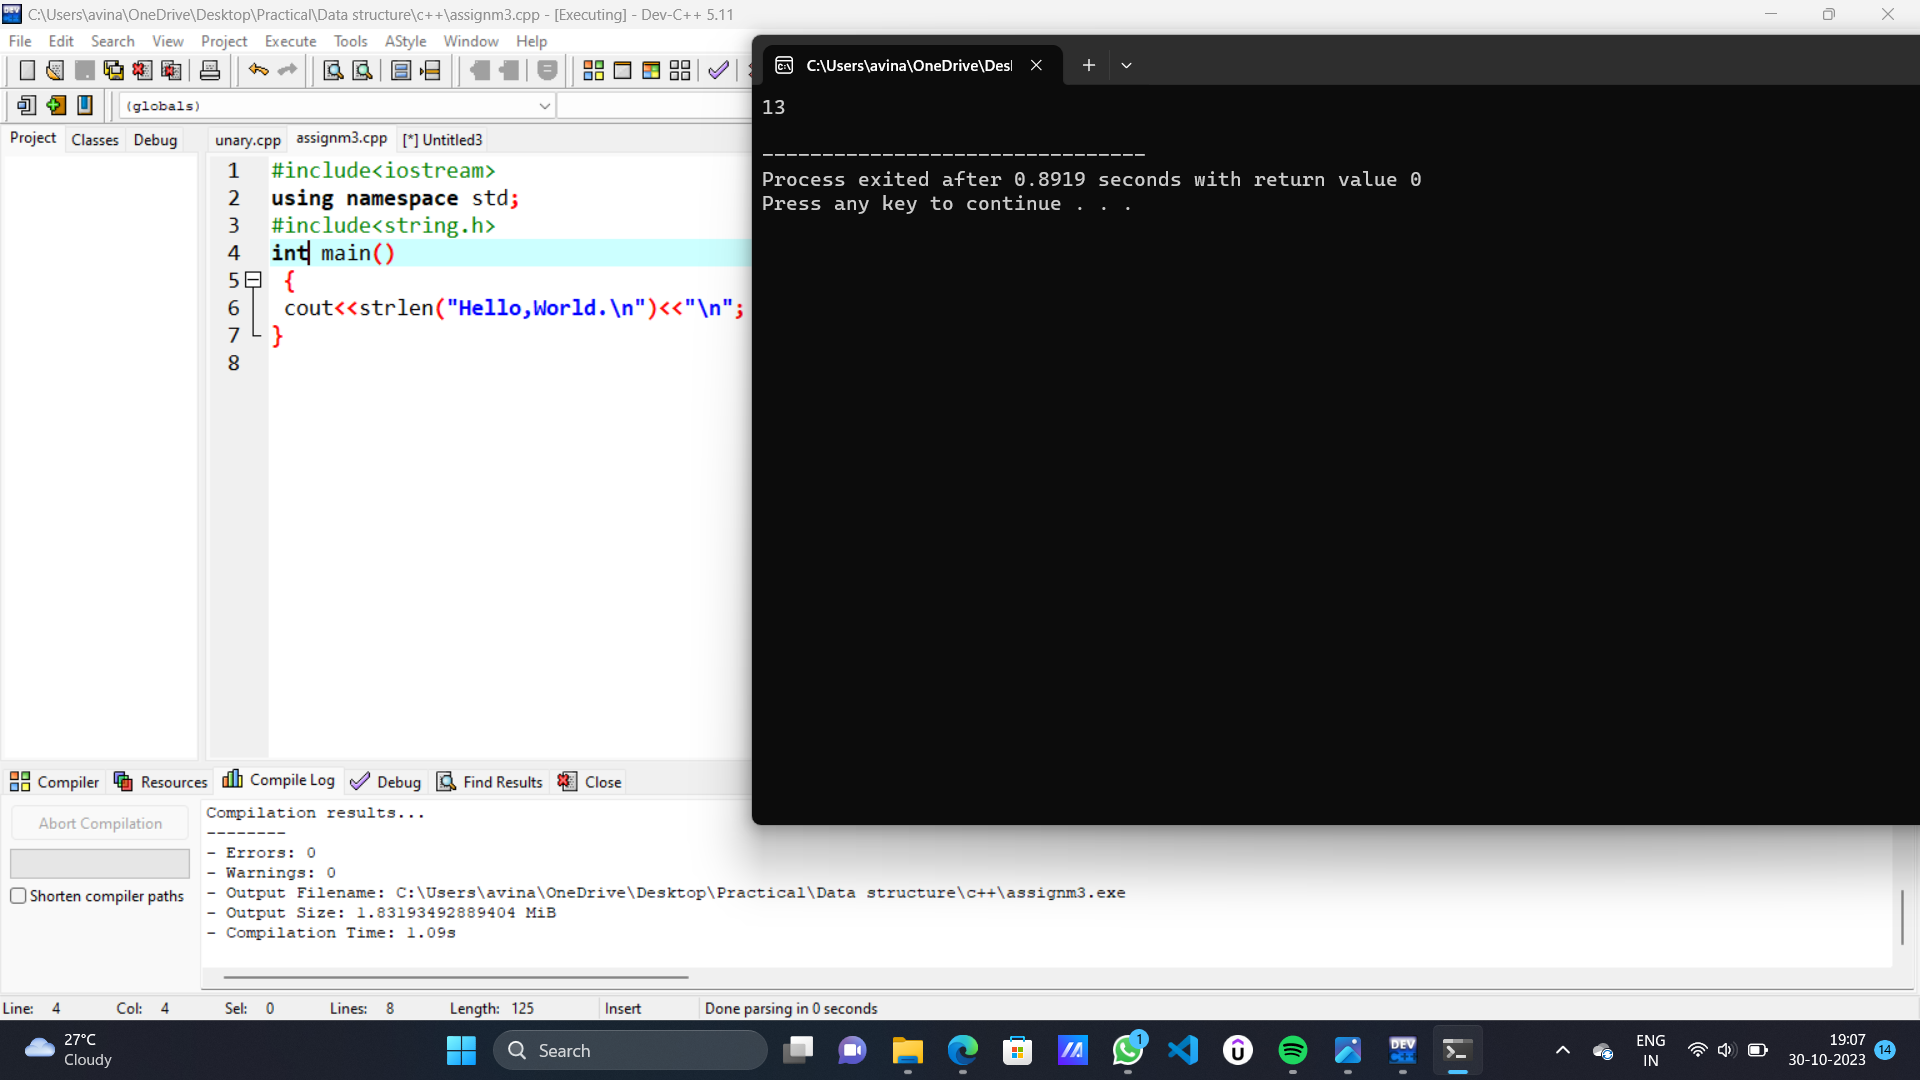 C:\Users\avina\OneDrive\Desktop\Practical\Data structure\c++\assignm3.cpp - [Executing] - Dev-C++ 5.11
File Edit Search View Project Execute Tools AStyle Window Help
(globals)
Project Classes Debug
unary.cpp assignm3.cpp [*] Untitled3
1 #include<iostream>
2 using namespace std;
3 #include<string.h>
4 int main()
5 {
6 cout<<strlen("Hello,World.\n")<<"\n";
7 }
8
C:\Users\avina\OneDrive\Des
13
--------------------------------
Process exited after 0.8919 seconds with return value 0
Press any key to continue . . .
Compiler Resources Compile Log Debug Find Results Close
Abort Compilation
Shorten compiler paths
Compilation results...
--------
- Errors: 0
- Warnings: 0
- Output Filename: C:\Users\avina\OneDrive\Desktop\Practical\Data structure\c++\assignm3.exe
- Output Size: 1.83193492889404 MiB
- Compilation Time: 1.09s
Line: 4 Col: 4 Sel: 0 Lines: 8 Length: 125 Insert Done parsing in 0 seconds
27°C
Cloudy
Search
1
DEV
C++
ENG
IN
19:07
30-10-2023
14